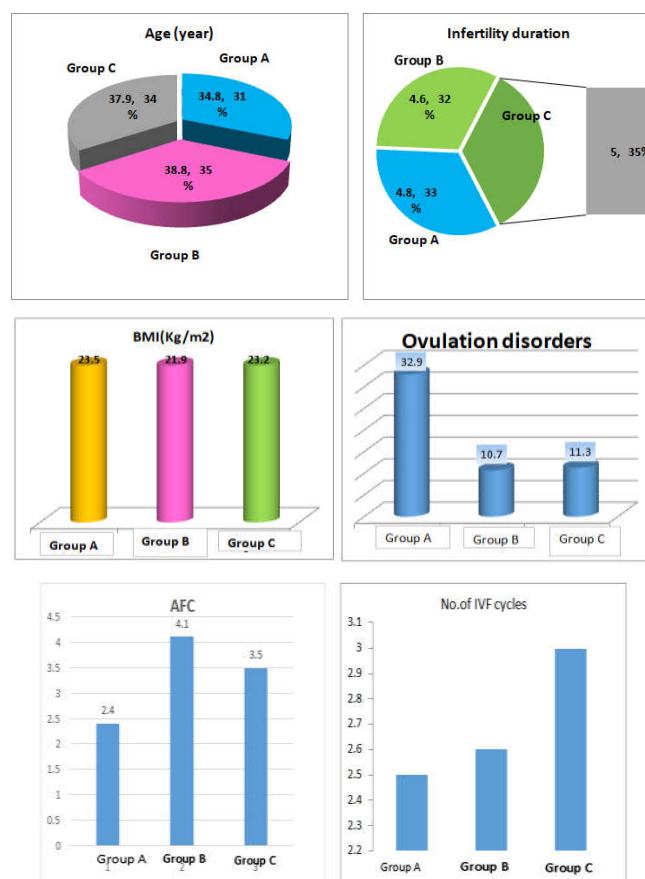 Age (year)
Group C
Group A
37.9, 34
%
34.8, 31
%
38.8, 35
%
Group B
Infertility duration
Group B
4.6, 32
%
Group C
5, 35%
4.8, 33
%
Group A
BMI(Kg/m2)
23.5 21.9 23.2
Group A Group B Group C
Ovulation disorders
32.9
10.7
11.3
Group A Group B Group C
AFC
4.5
4
3.5
3
2.5
2
1.5
1
0.5
0
2.4
4.1
3.5
Group A Group B Group C
1 2 3
No.of IVF cycles
3.1
3
2.9
2.8
2.7
2.6
2.5
2.4
2.3
2.2
Group A Group B Group C